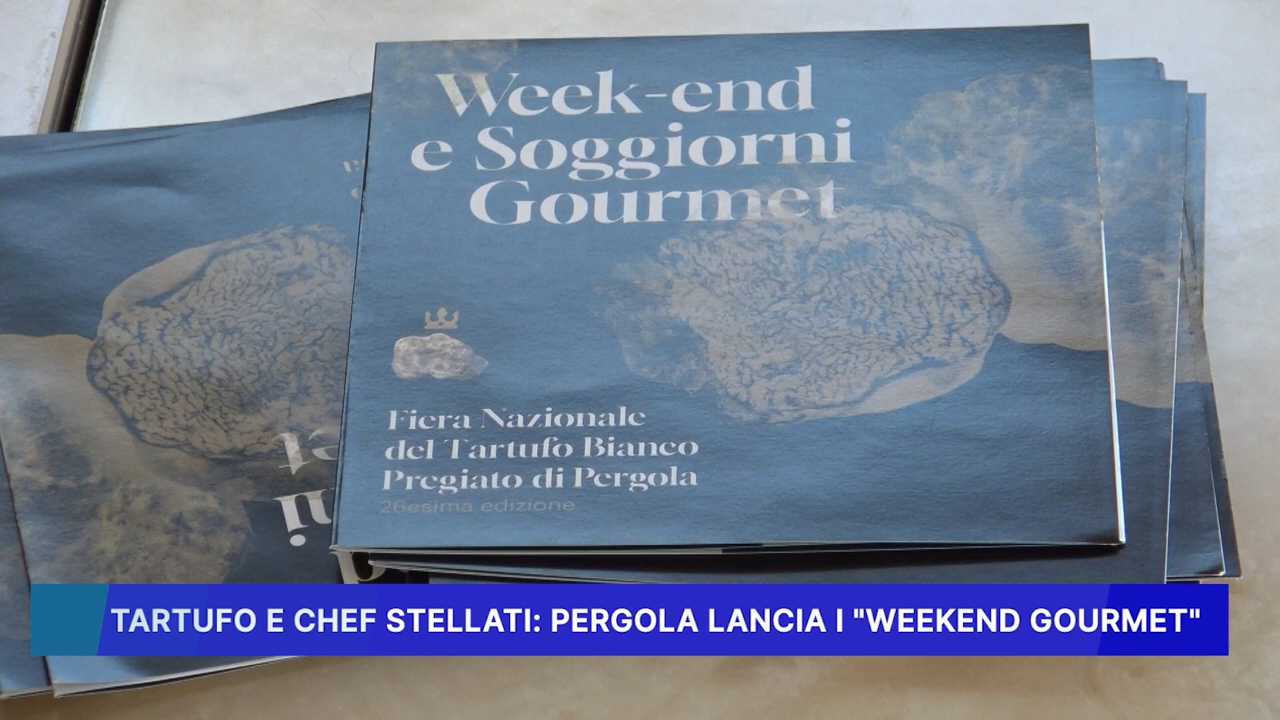 Week-end
e Soggiorni
Gourmet
Fiera Nazionale
del Tartufo Bianco
Pregiato di Pergola
26esima edizione
TARTUFO E CHEF STELLATI: PERGOLA LANCIA I "WEEKEND GOURMET"